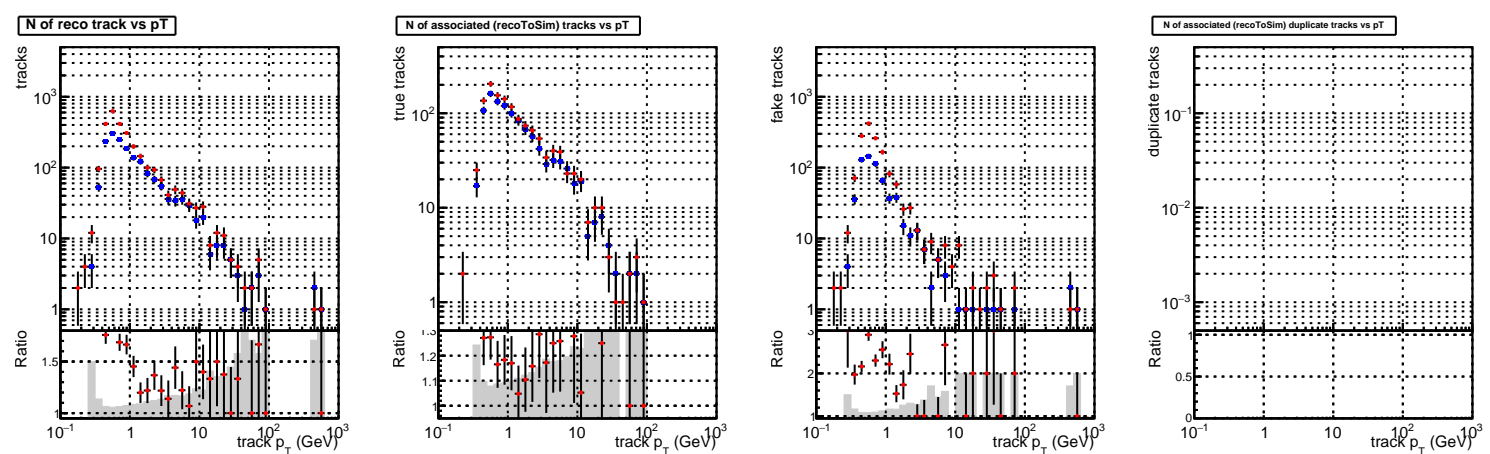 N of reco track vs pT
tracks
10³
10²
10
1
Ratio
1.5
1
10⁻¹ 1 10 10² 10³
track p_T (GeV)
N of associated (recoToSim) tracks vs pT
true tracks
10²
10
1
Ratio
1.3
1.2
1.1
1
10⁻¹ 1 10 10² 10³
track p_T (GeV)
fake tracks
10³
10²
10
1
Ratio
3
2
1
10⁻¹ 1 10 10² 10³
track p_T (GeV)
N of associated (recoToSim) duplicate tracks vs pT
duplicate tracks
10⁻¹
10⁻²
10⁻³
Ratio
1
0.5
0
10⁻¹ 1 10 10² 10³
track p_T (GeV)